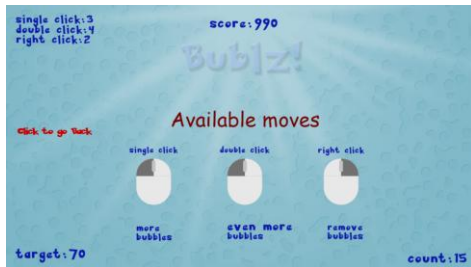 single click:3
double click:4
right click:2
score:990
Bublz!
Available moves
Click to go Back
single click
double click
right click
more
bubbles
even more
bubbles
remove
bubbles
target:70
count:15